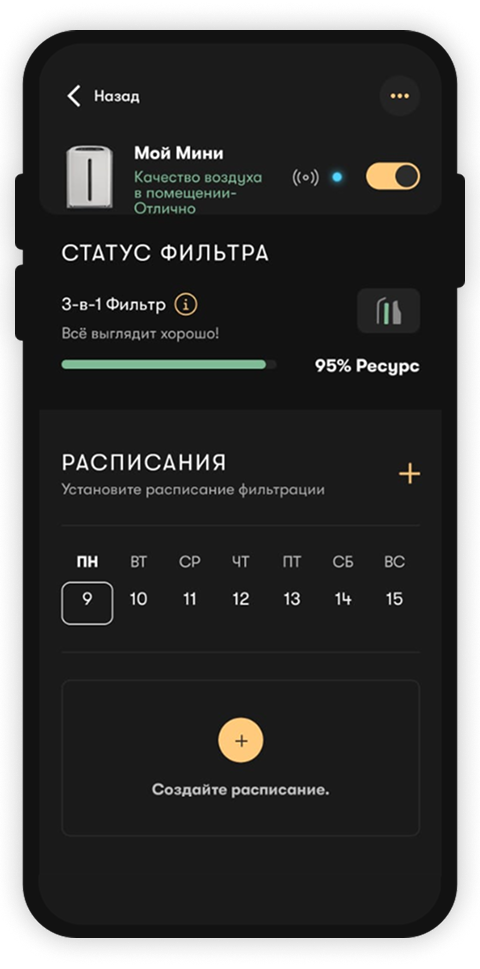 Назад
Мой Мини
Качество воздуха
в помещении-
Отлично
СТАТУС ФИЛЬТРА
3-в-1 Фильтр
Всё выглядит хорошо!
95% Ресурс
РАСПИСАНИЯ
Установите расписание фильтрации
ПН ВТ СР ЧТ ПТ СБ ВС
9 10 11 12 13 14 15
Создайте расписание.